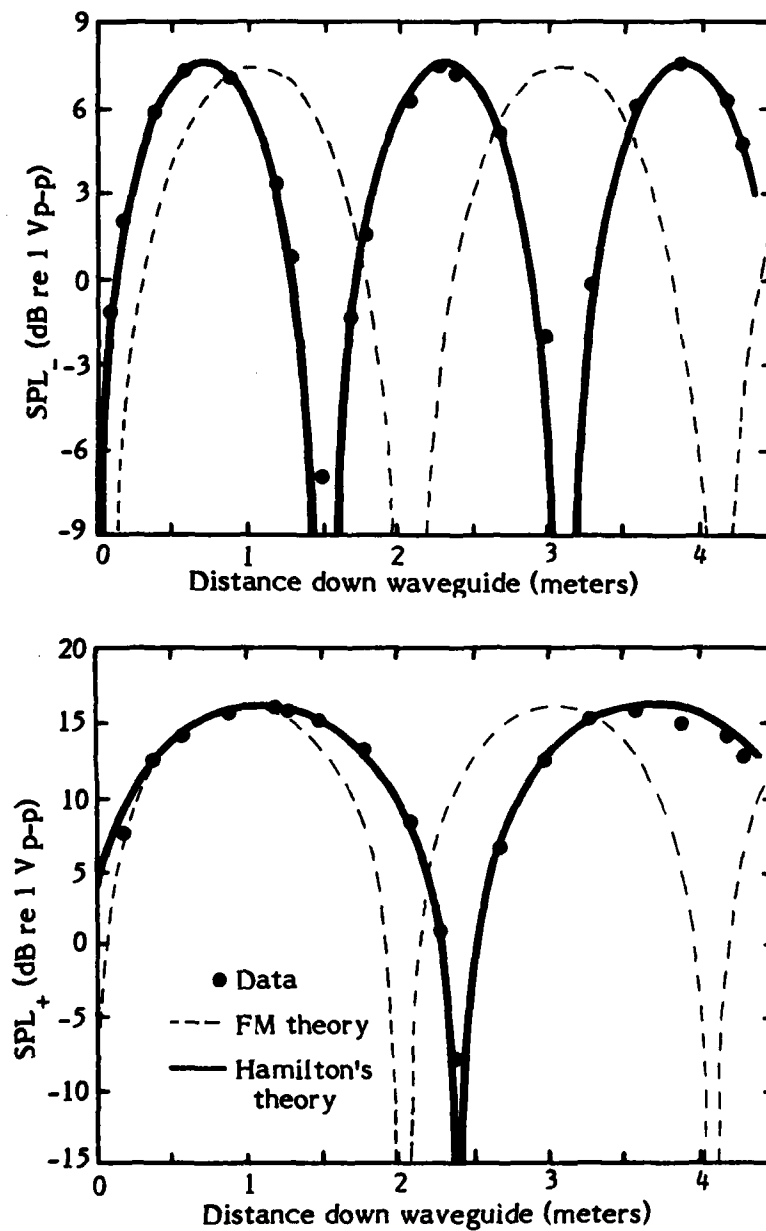 9
6
3
0
-3
-6
-9
SPL_ (dB re 1 Vp-p)
0 1 2 3 4
Distance down waveguide (meters)
20
15
10
5
0
-5
-10
-15
SPL+ (dB re 1 Vp-p)
Data
FM theory
Hamilton's
theory
0 1 2 3 4
Distance down waveguide (meters)